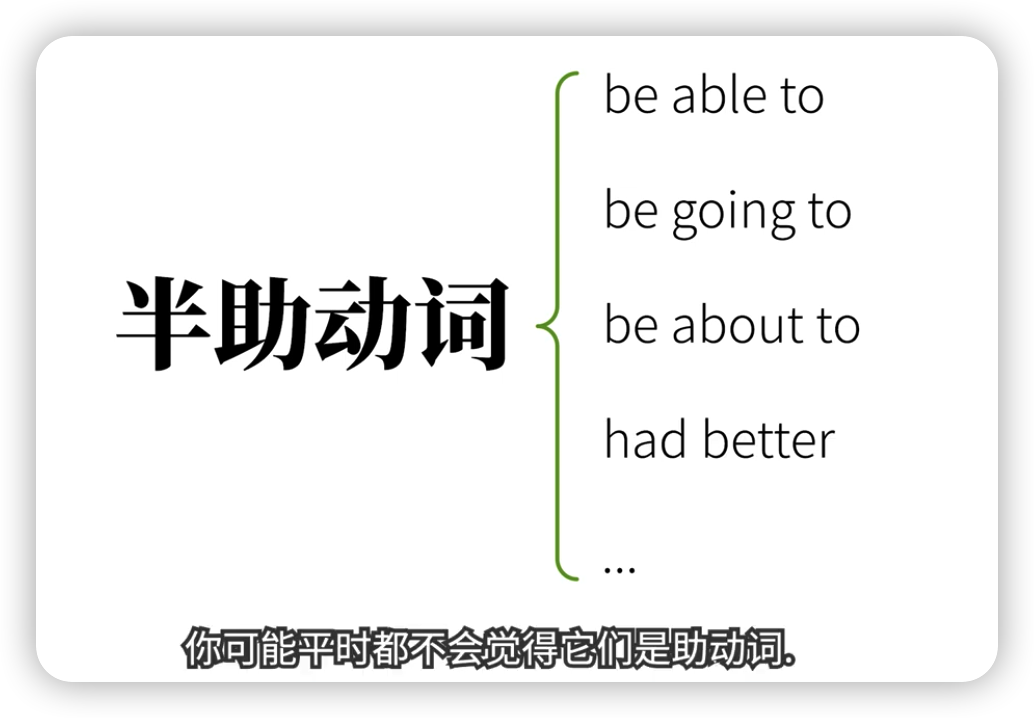 be able to
be going to
be about to
半助动词
had better
...
你可能平时都不会觉得它们是助动词.